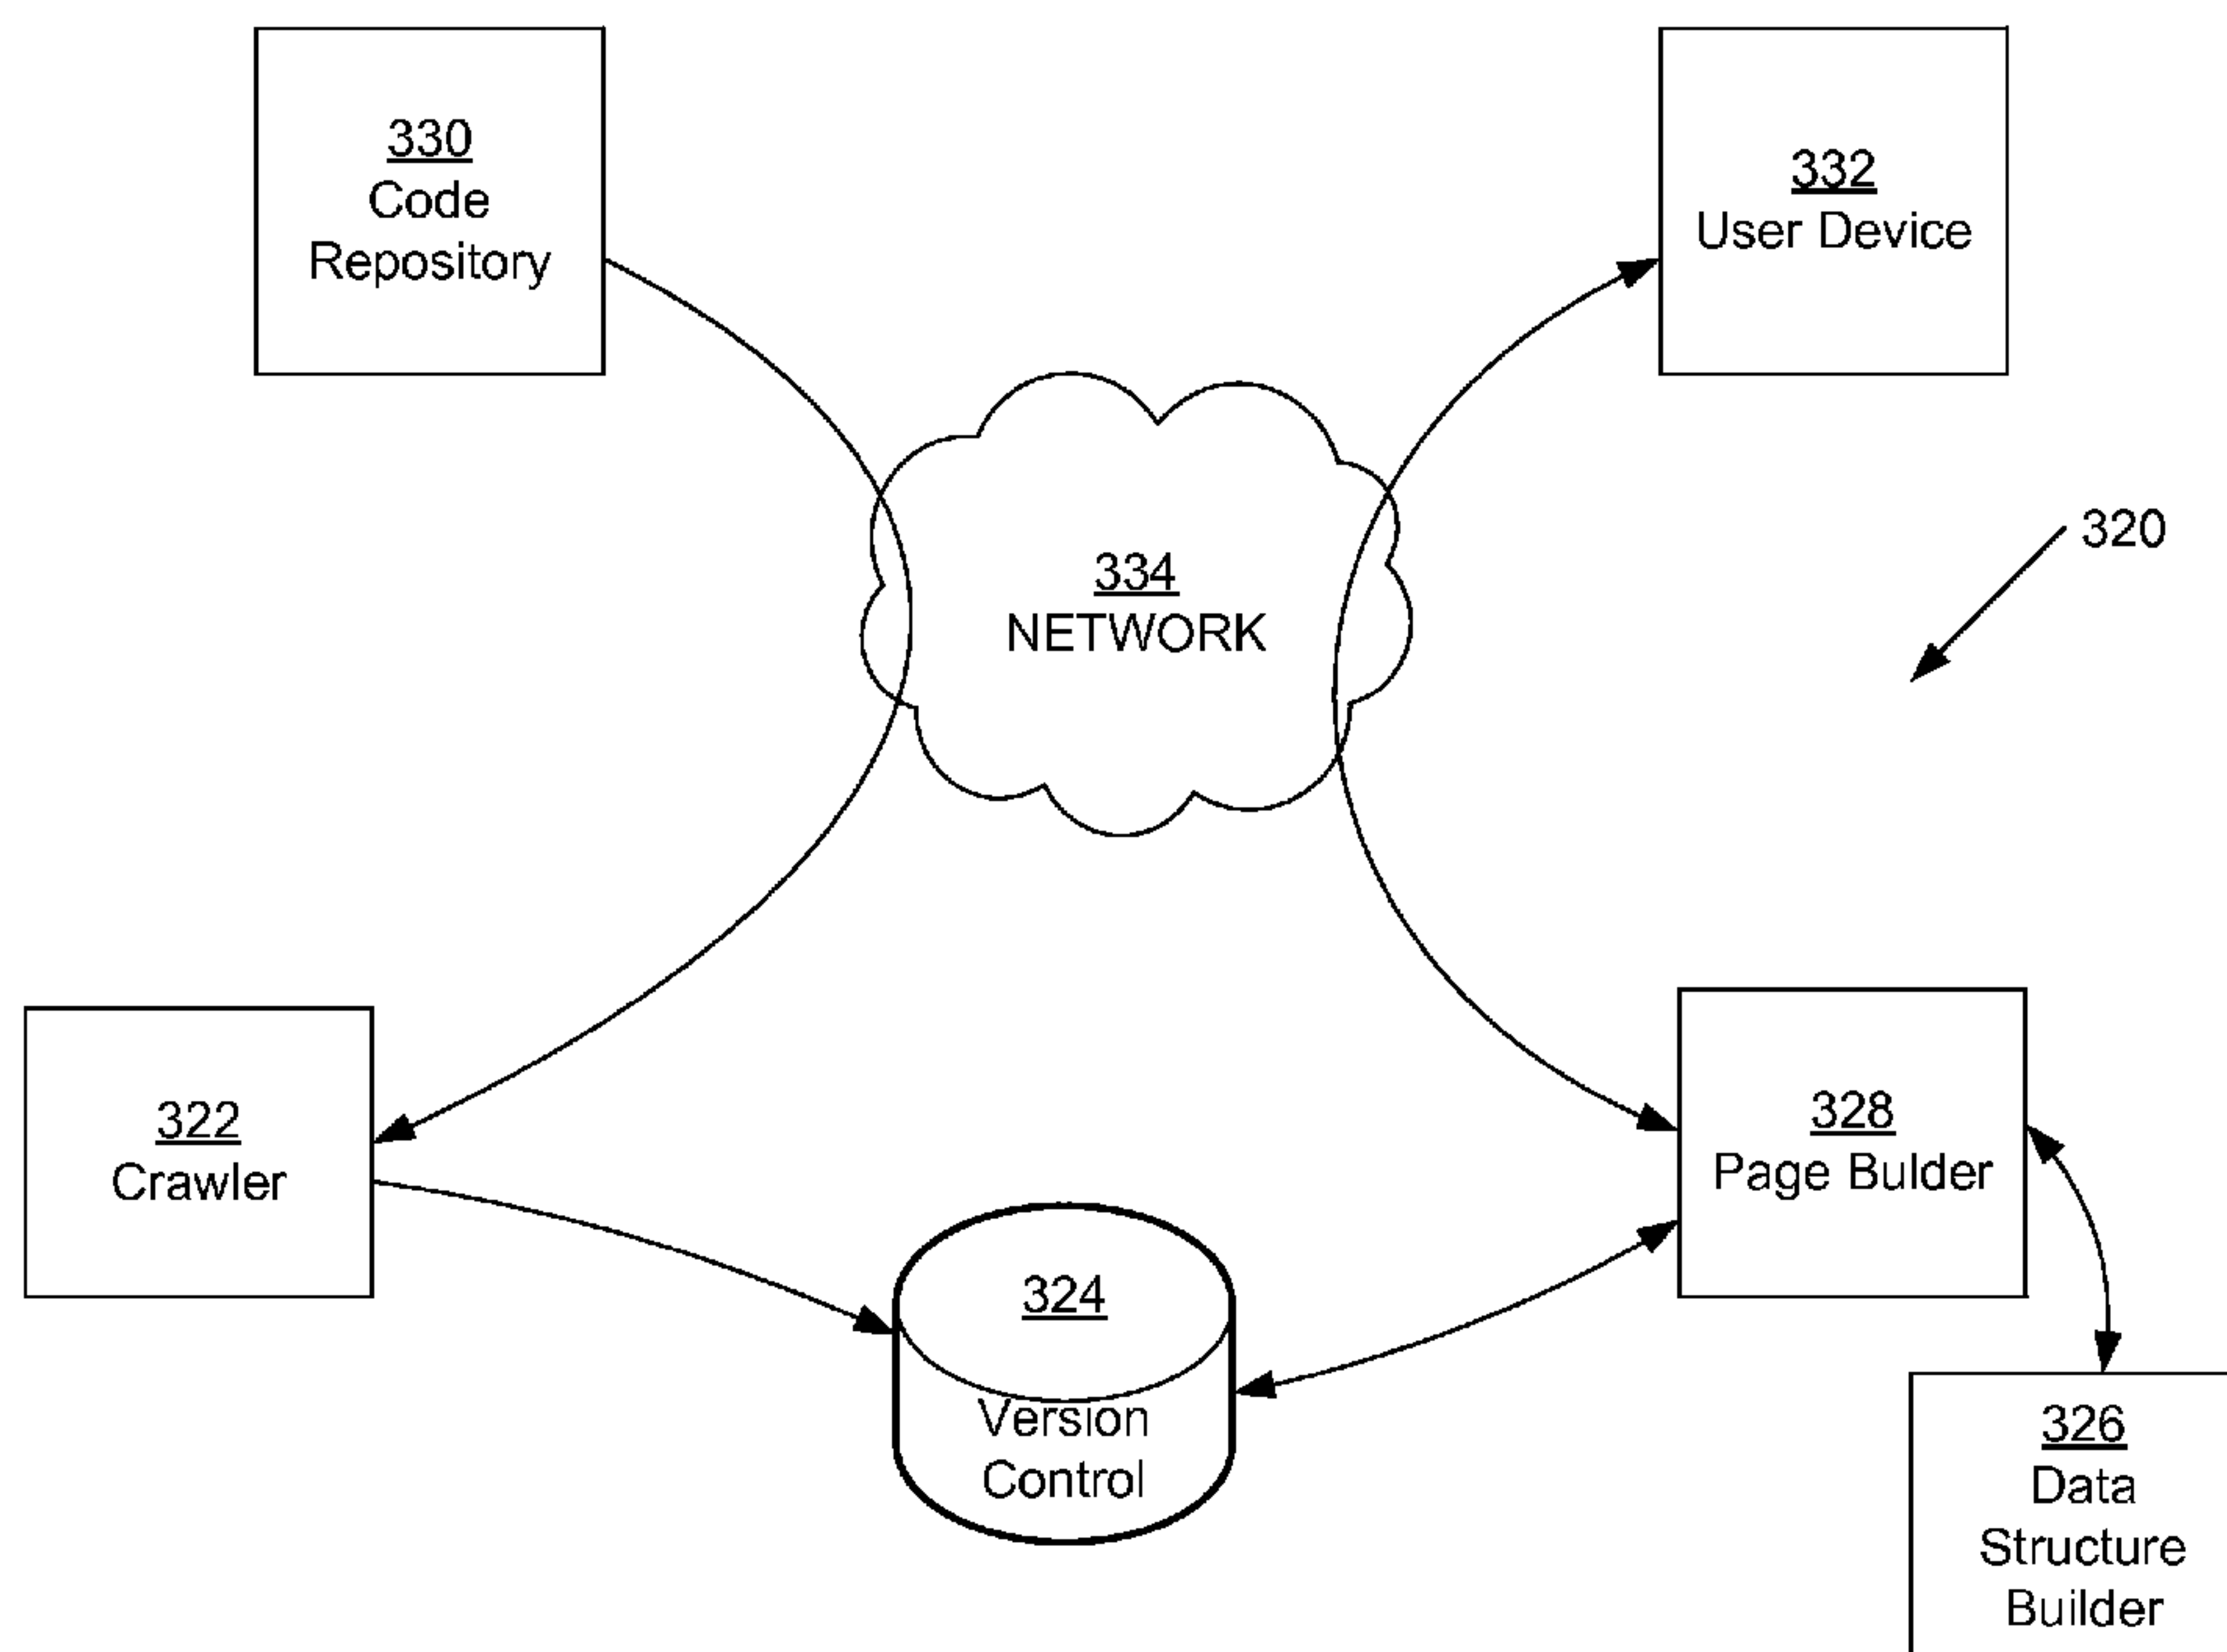 330
Code
Repository
332
User Device
320
334
NETWORK
322
Crawler
328
Page Bulder
324
Version
Control
326
Data
Structure
Builder